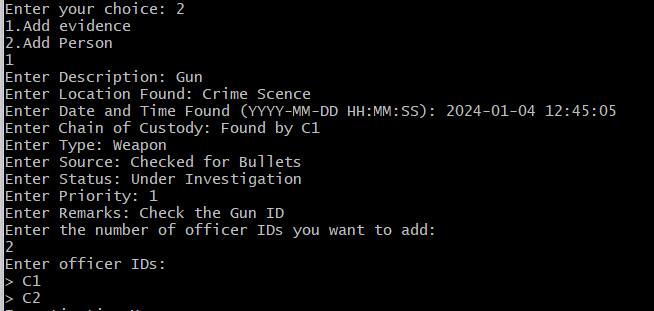 Enter your choice: 2
1.Add evidence
2.Add Person
1
Enter Description: Gun
Enter Location Found: Crime Scence
Enter Date and Time Found (YYYY-MM-DD HH:MM:SS): 2024-01-04 12:45:05
Enter Chain of Custody: Found by C1
Enter Type: Weapon
Enter Source: Checked for Bullets
Enter Status: Under Investigation
Enter Priority: 1
Enter Remarks: Check the Gun ID
Enter the number of officer IDs you want to add:
2
Enter officer IDs:
> C1
> C2